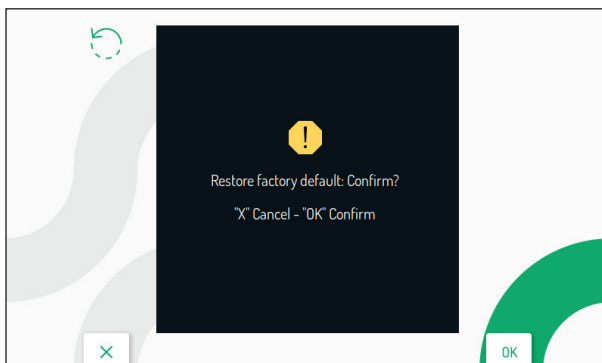 Restore factory default: Confirm?
"X" Cancel - "OK" Confirm
OK